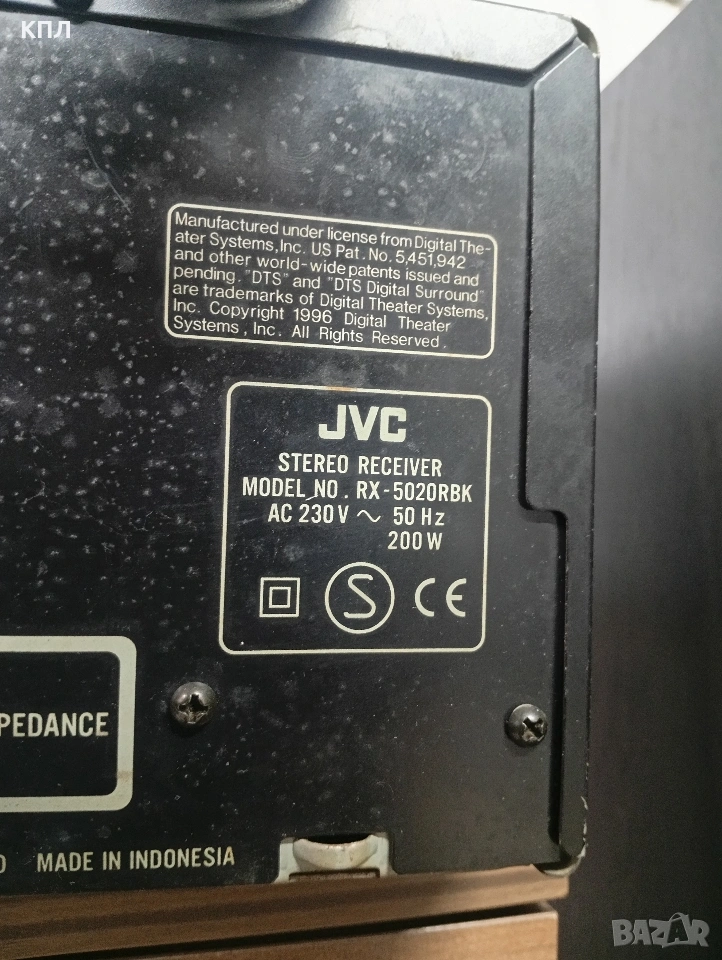 КПЛ
Manufactured under license from Digital The-
ater Systems, Inc. US Pat. No. 5,451,942
and other world-wide patents issued and
pending. "DTS" and "DTS Digital Surround"
are trademarks of Digital Theater Systems,
Inc. Copyright 1996 Digital Theater
Systems, Inc. All Rights Reserved.
JVC
STEREO RECEIVER
MODEL NO. RX-5020RBK
AC 230V ~ 50 Hz
200W
S CE
PEDANCE
MADE IN INDONESIA
BAZAR